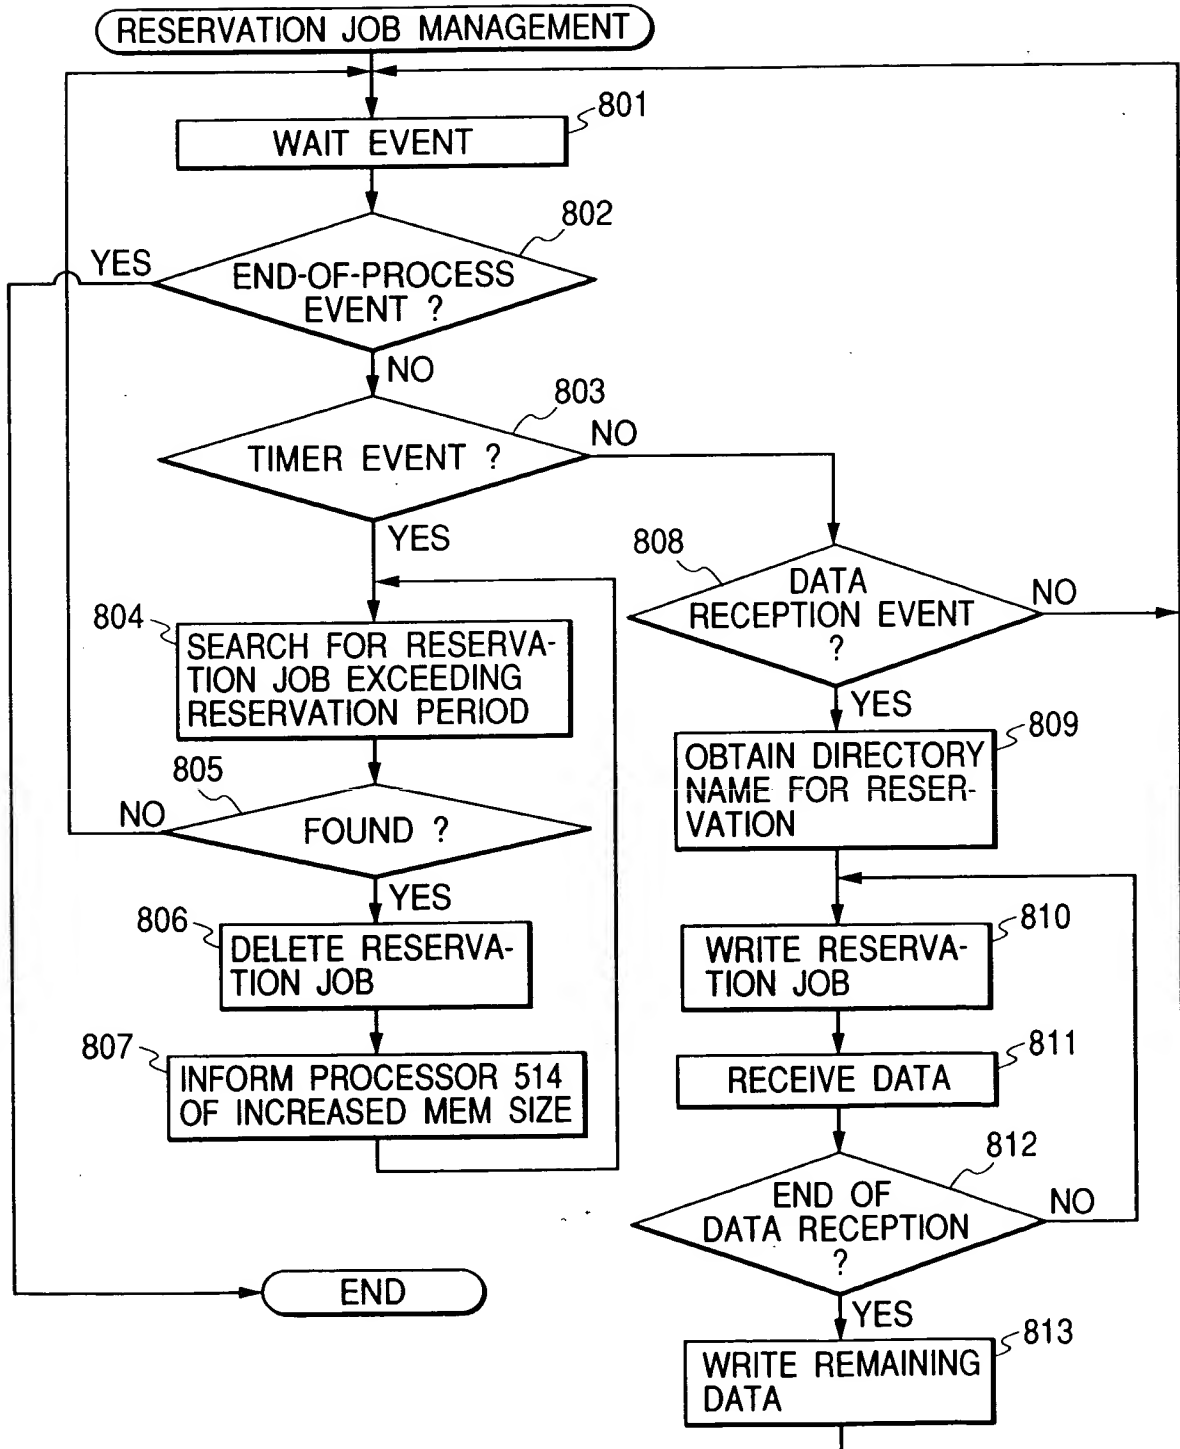 RESERVATION JOB MANAGEMENT
801
WAIT EVENT
802
YES
END-OF-PROCESS
EVENT ?
NO
803
NO
TIMER EVENT ?
YES
808
DATA
RECEPTION EVENT
?
NO
YES
804
SEARCH FOR RESERVA-
TION JOB EXCEEDING
RESERVATION PERIOD
809
OBTAIN DIRECTORY
NAME FOR RESER-
VATION
805
NO
FOUND ?
YES
806
DELETE RESERVA-
TION JOB
810
WRITE RESERVA-
TION JOB
807
INFORM PROCESSOR 514
OF INCREASED MEM SIZE
811
RECEIVE DATA
812
END OF
DATA RECEPTION
?
NO
YES
END
813
WRITE REMAINING
DATA